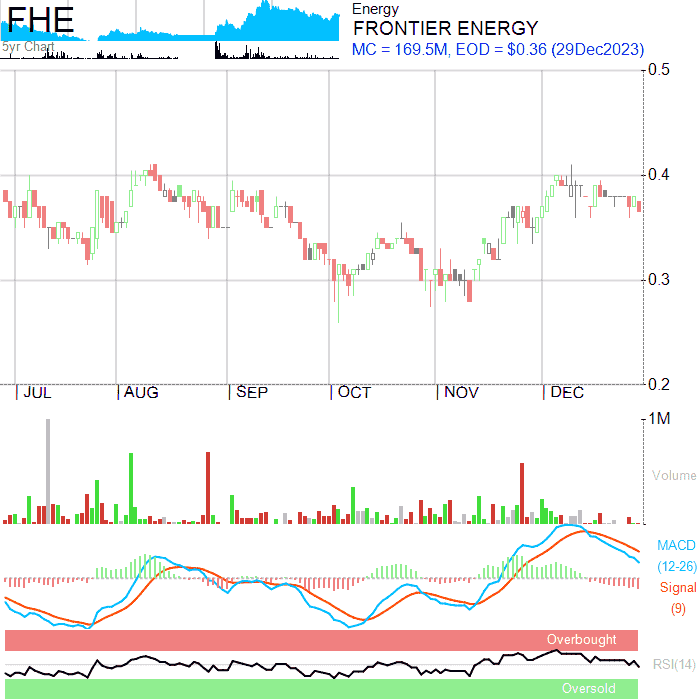 FHE
5yr Chart
Energy
FRONTIER ENERGY
MC = 169.5M, EOD = $0.36 (29Dec2023)
0.5
0.4
0.3
0.2
JUL AUG SEP OCT NOV DEC
1M
Volume
MACD
(12-26)
Signal
(9)
Overbought
RSI(14)
Oversold